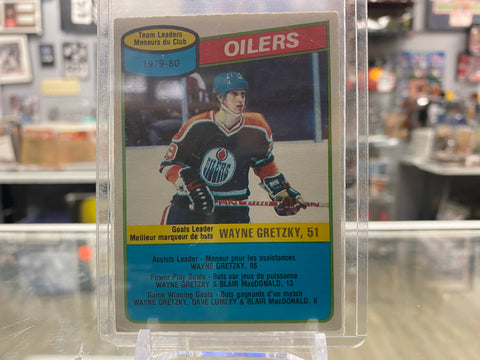 Team Leaders
Meneurs du Club
1979-80
OILERS
OILERS
Goals Leader
Meilleur marqueur de buts
WAYNE GRETZKY, 51
Assists Leader - Meneur pour les assistances
WAYNE GRETZKY, 86
Power Play Goals - Buts sur jeux de puissance
WAYNE GRETZKY & BLAIR MacDONALD, 13
Game Winning Goals - Buts gagnants d'un match
WAYNE GRETZKY, DAVE LUMLEY & BLAIR MacDONALD, 6